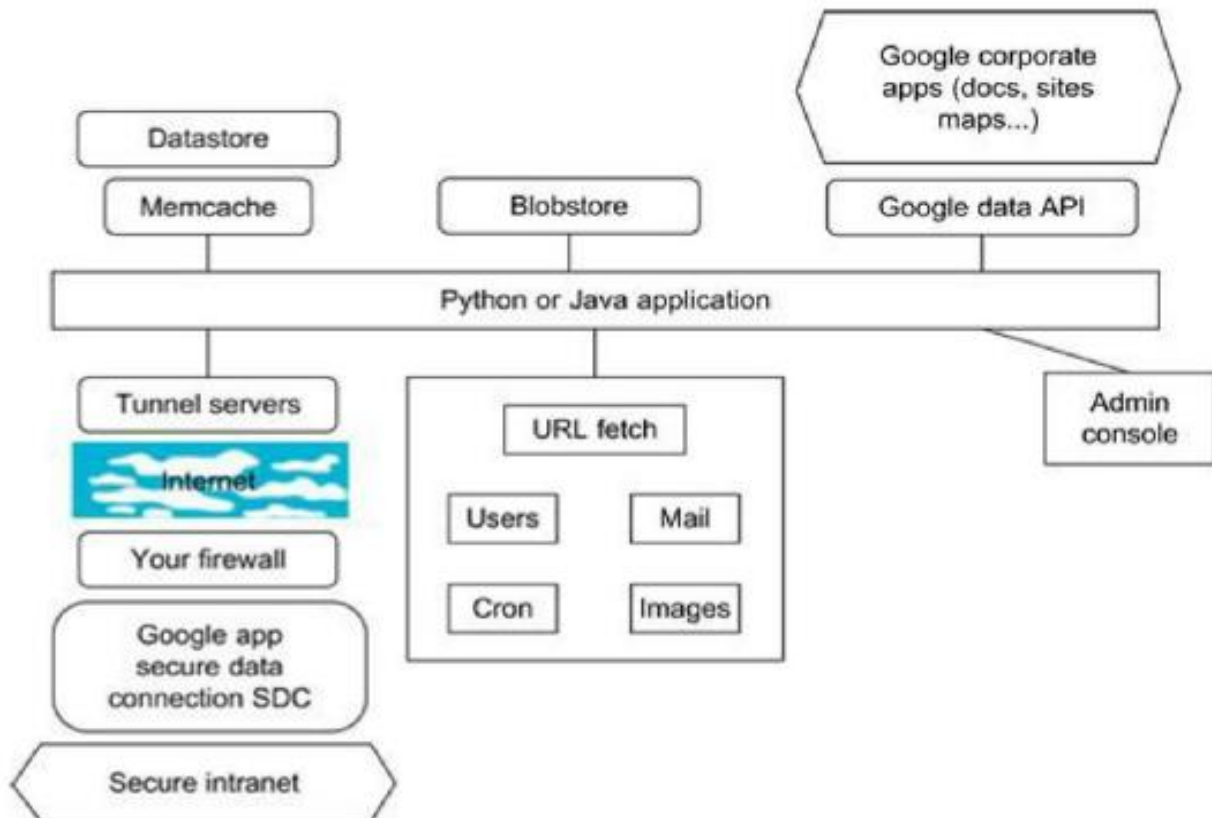 Google corporate
apps (docs, sites
maps...)
Datastore
Memcache
Blobstore
Google data API
Python or Java application
Tunnel servers
Internet
Your firewall
Google app
secure data
connection SDC
Secure intranet
URL fetch
Users
Mail
Cron
Images
Admin
console